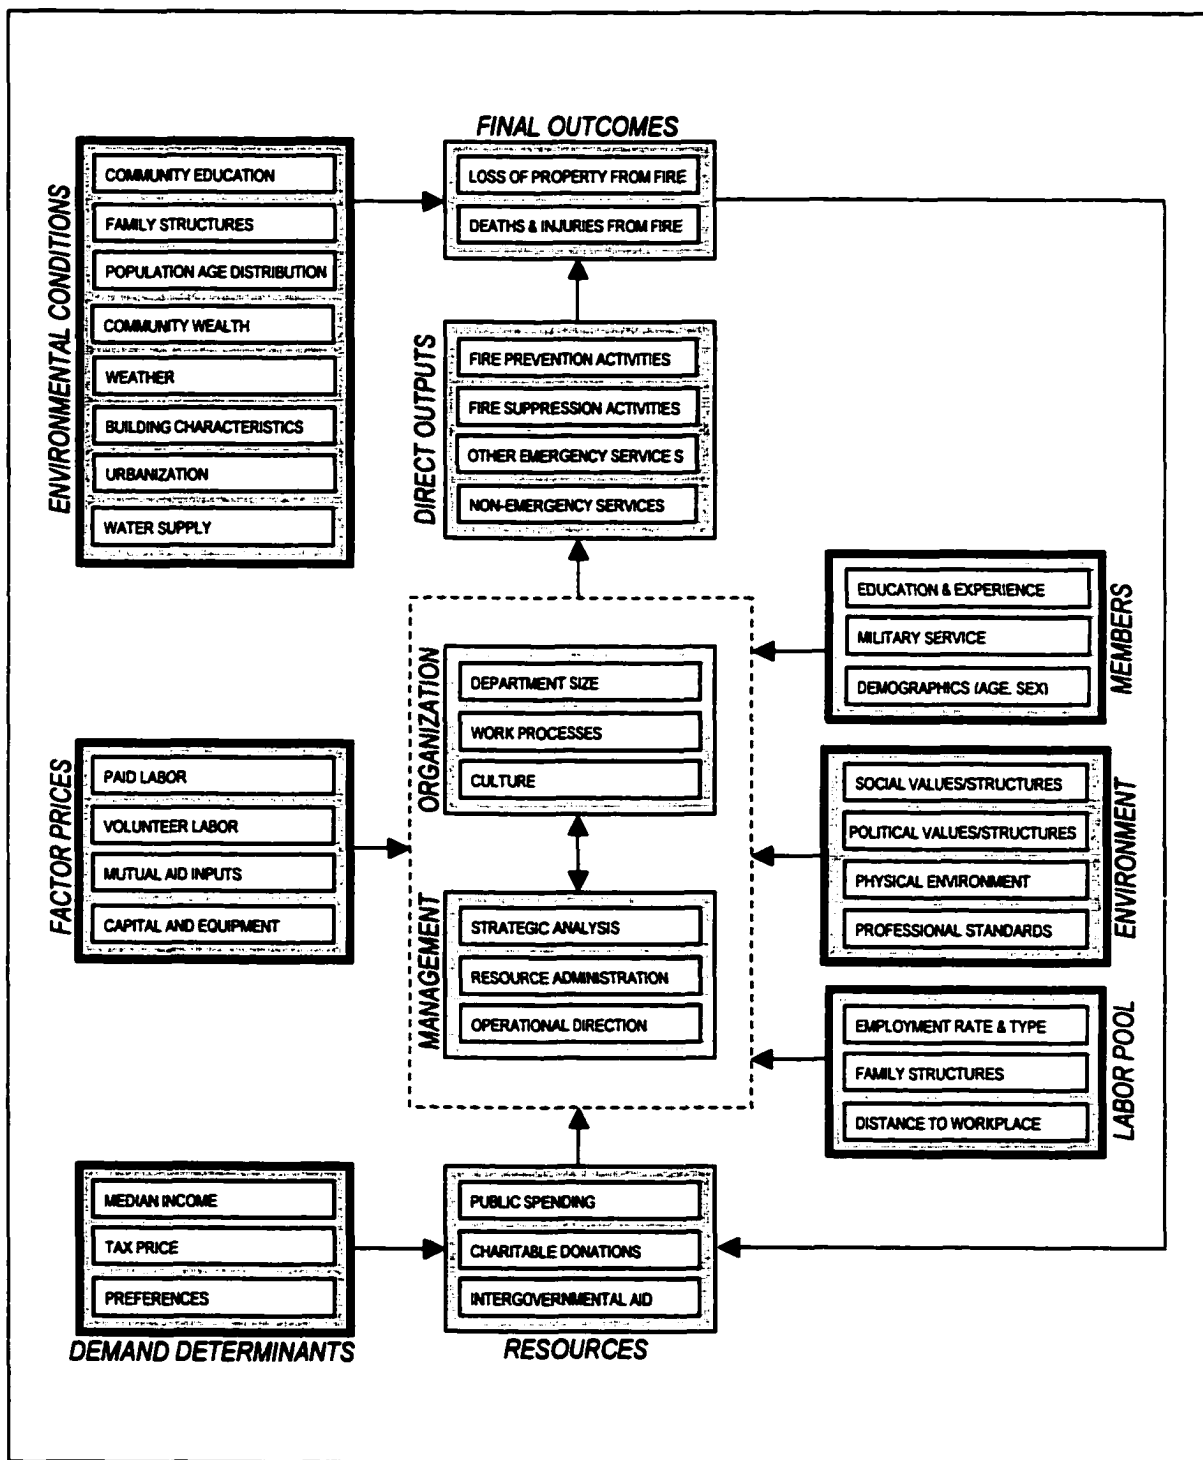 FINAL OUTCOMES
LOSS OF PROPERTY FROM FIRE
DEATHS & INJURIES FROM FIRE
ENVIRONMENTAL CONDITIONS
COMMUNITY EDUCATION
FAMILY STRUCTURES
POPULATION AGE DISTRIBUTION
COMMUNITY WEALTH
WEATHER
BUILDING CHARACTERISTICS
URBANIZATION
WATER SUPPLY
DIRECT OUTPUTS
FIRE PREVENTION ACTIVITIES
FIRE SUPPRESSION ACTIVITIES
OTHER EMERGENCY SERVICE S
NON-EMERGENCY SERVICES
MEMBERS
EDUCATION & EXPERIENCE
MILITARY SERVICE
DEMOGRAPHICS (AGE, SEX)
ORGANIZATION
DEPARTMENT SIZE
WORK PROCESSES
CULTURE
FACTOR PRICES
PAID LABOR
VOLUNTEER LABOR
MUTUAL AID INPUTS
CAPITAL AND EQUIPMENT
ENVIRONMENT
SOCIAL VALUES/STRUCTURES
POLITICAL VALUES/STRUCTURES
PHYSICAL ENVIRONMENT
PROFESSIONAL STANDARDS
MANAGEMENT
STRATEGIC ANALYSIS
RESOURCE ADMINISTRATION
OPERATIONAL DIRECTION
LABOR POOL
EMPLOYMENT RATE & TYPE
FAMILY STRUCTURES
DISTANCE TO WORKPLACE
MEDIAN INCOME
TAX PRICE
PREFERENCES
DEMAND DETERMINANTS
PUBLIC SPENDING
CHARITABLE DONATIONS
INTERGOVERNMENTAL AID
RESOURCES